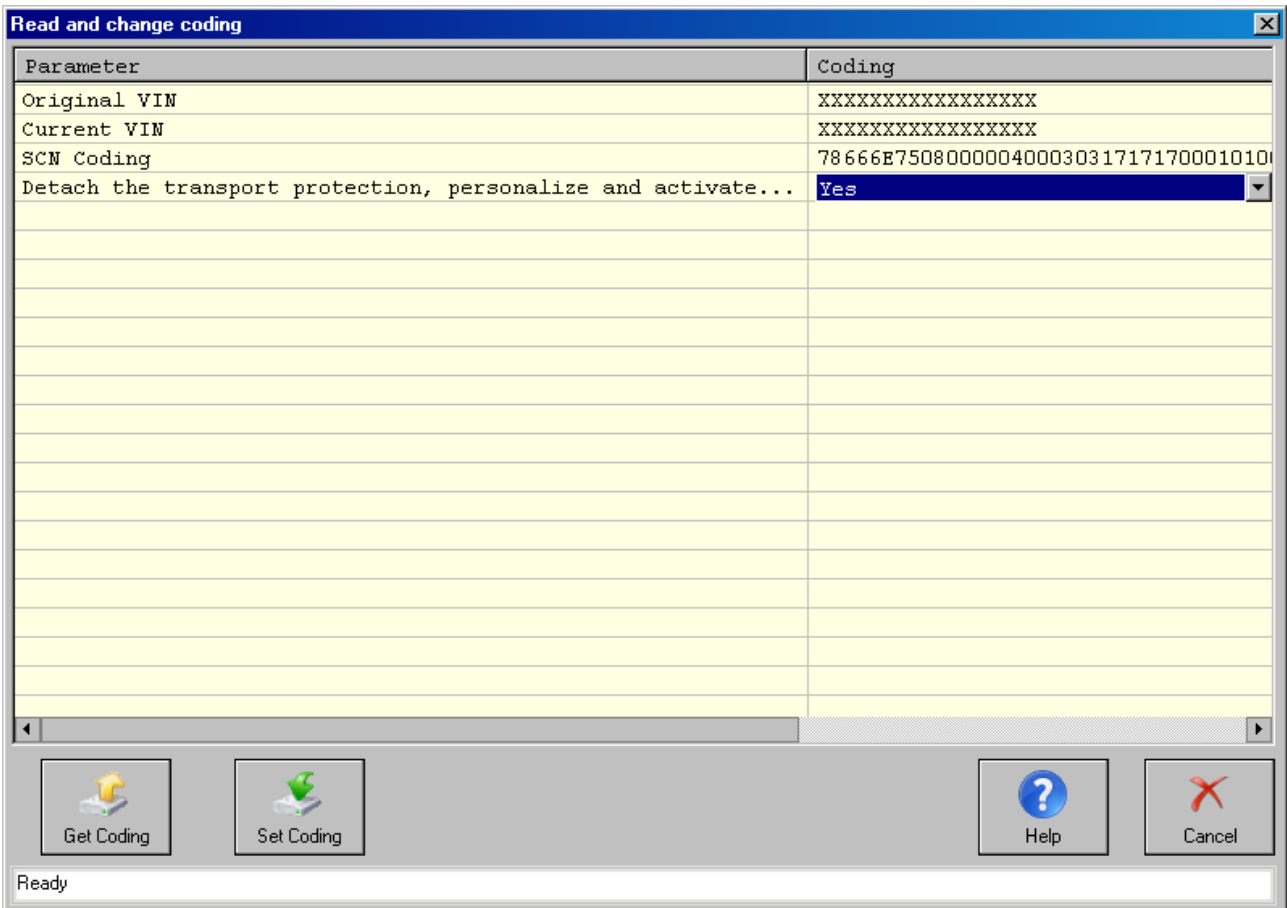 Read and change coding
Parameter Coding
Original VIN XXXXXXXXXXXXXXXXX
Current VIN XXXXXXXXXXXXXXXXX
SCN Coding 78666E750800000400030317171700010100
Detach the transport protection, personalize and activate... Yes
Get Coding Set Coding Help Cancel
Ready